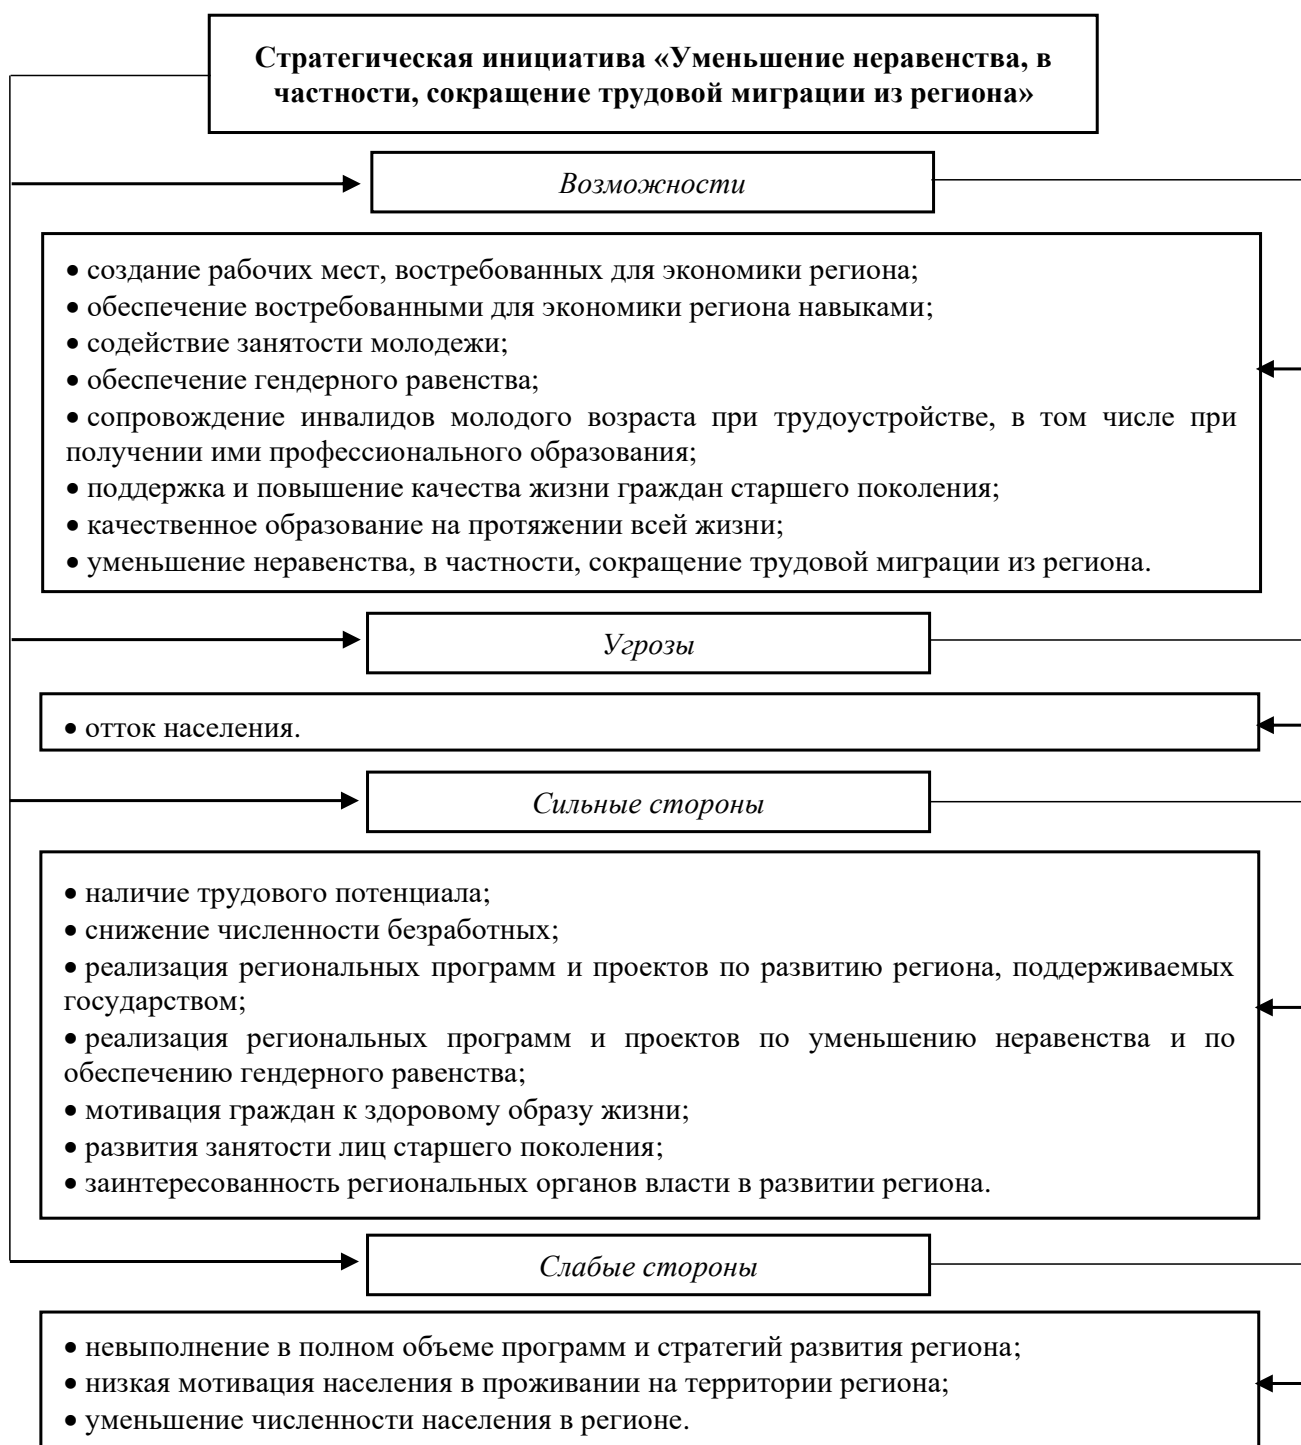 Стратегическая инициатива «Уменьшение неравенства, в
частности, сокращение трудовой миграции из региона»
Возможности
• создание рабочих мест, востребованных для экономики региона;
• обеспечение востребованными для экономики региона навыками;
• содействие занятости молодежи;
• обеспечение гендерного равенства;
• сопровождение инвалидов молодого возраста при трудоустройстве, в том числе при
получении ими профессионального образования;
• поддержка и повышение качества жизни граждан старшего поколения;
• качественное образование на протяжении всей жизни;
• уменьшение неравенства, в частности, сокращение трудовой миграции из региона.
Угрозы
• отток населения.
Сильные стороны
• наличие трудового потенциала;
• снижение численности безработных;
• реализация региональных программ и проектов по развитию региона, поддерживаемых
государством;
• реализация региональных программ и проектов по уменьшению неравенства и по
обеспечению гендерного равенства;
• мотивация граждан к здоровому образу жизни;
• развития занятости лиц старшего поколения;
• заинтересованность региональных органов власти в развитии региона.
Слабые стороны
• невыполнение в полном объеме программ и стратегий развития региона;
• низкая мотивация населения в проживании на территории региона;
• уменьшение численности населения в регионе.